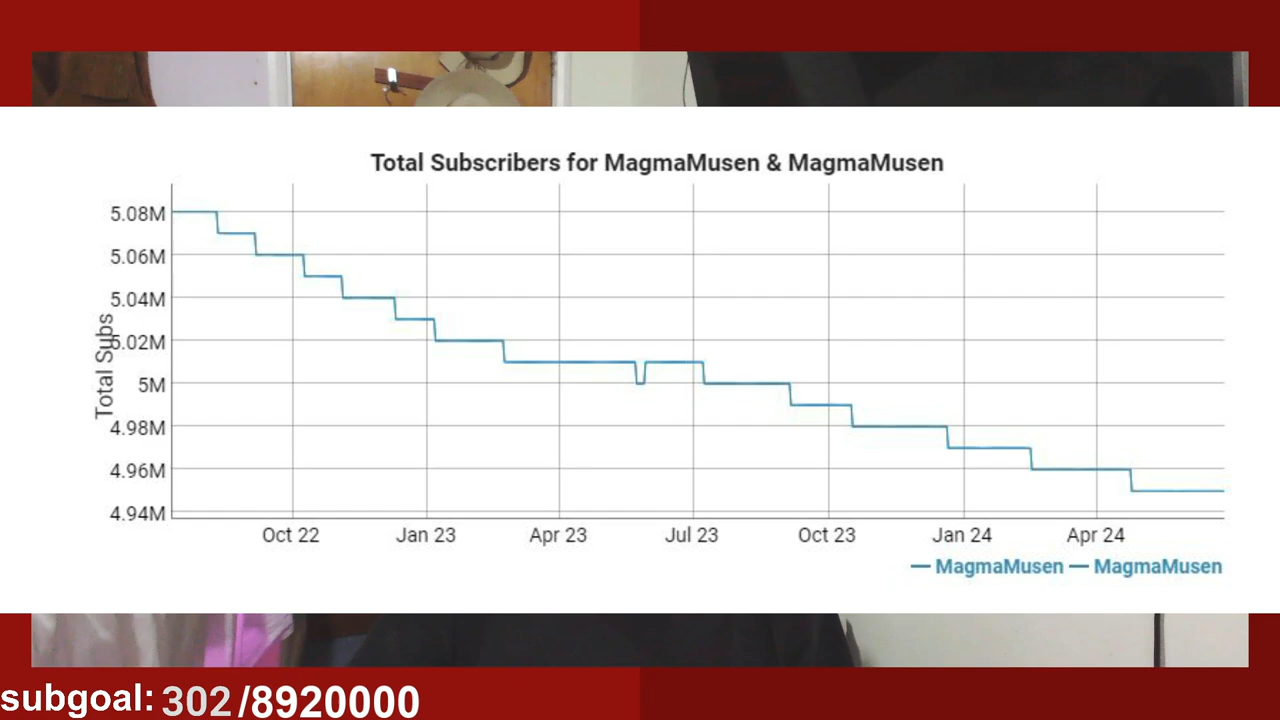 Total Subscribers for MagmaMusen & MagmaMusen
Total Subs
5.08M
5.06M
5.04M
5.02M
5M
4.98M
4.96M
4.94M
Oct 22 Jan 23 Apr 23 Jul 23 Oct 23 Jan 24 Apr 24
MagmaMusen MagmaMusen
subgoal: 302/8920000